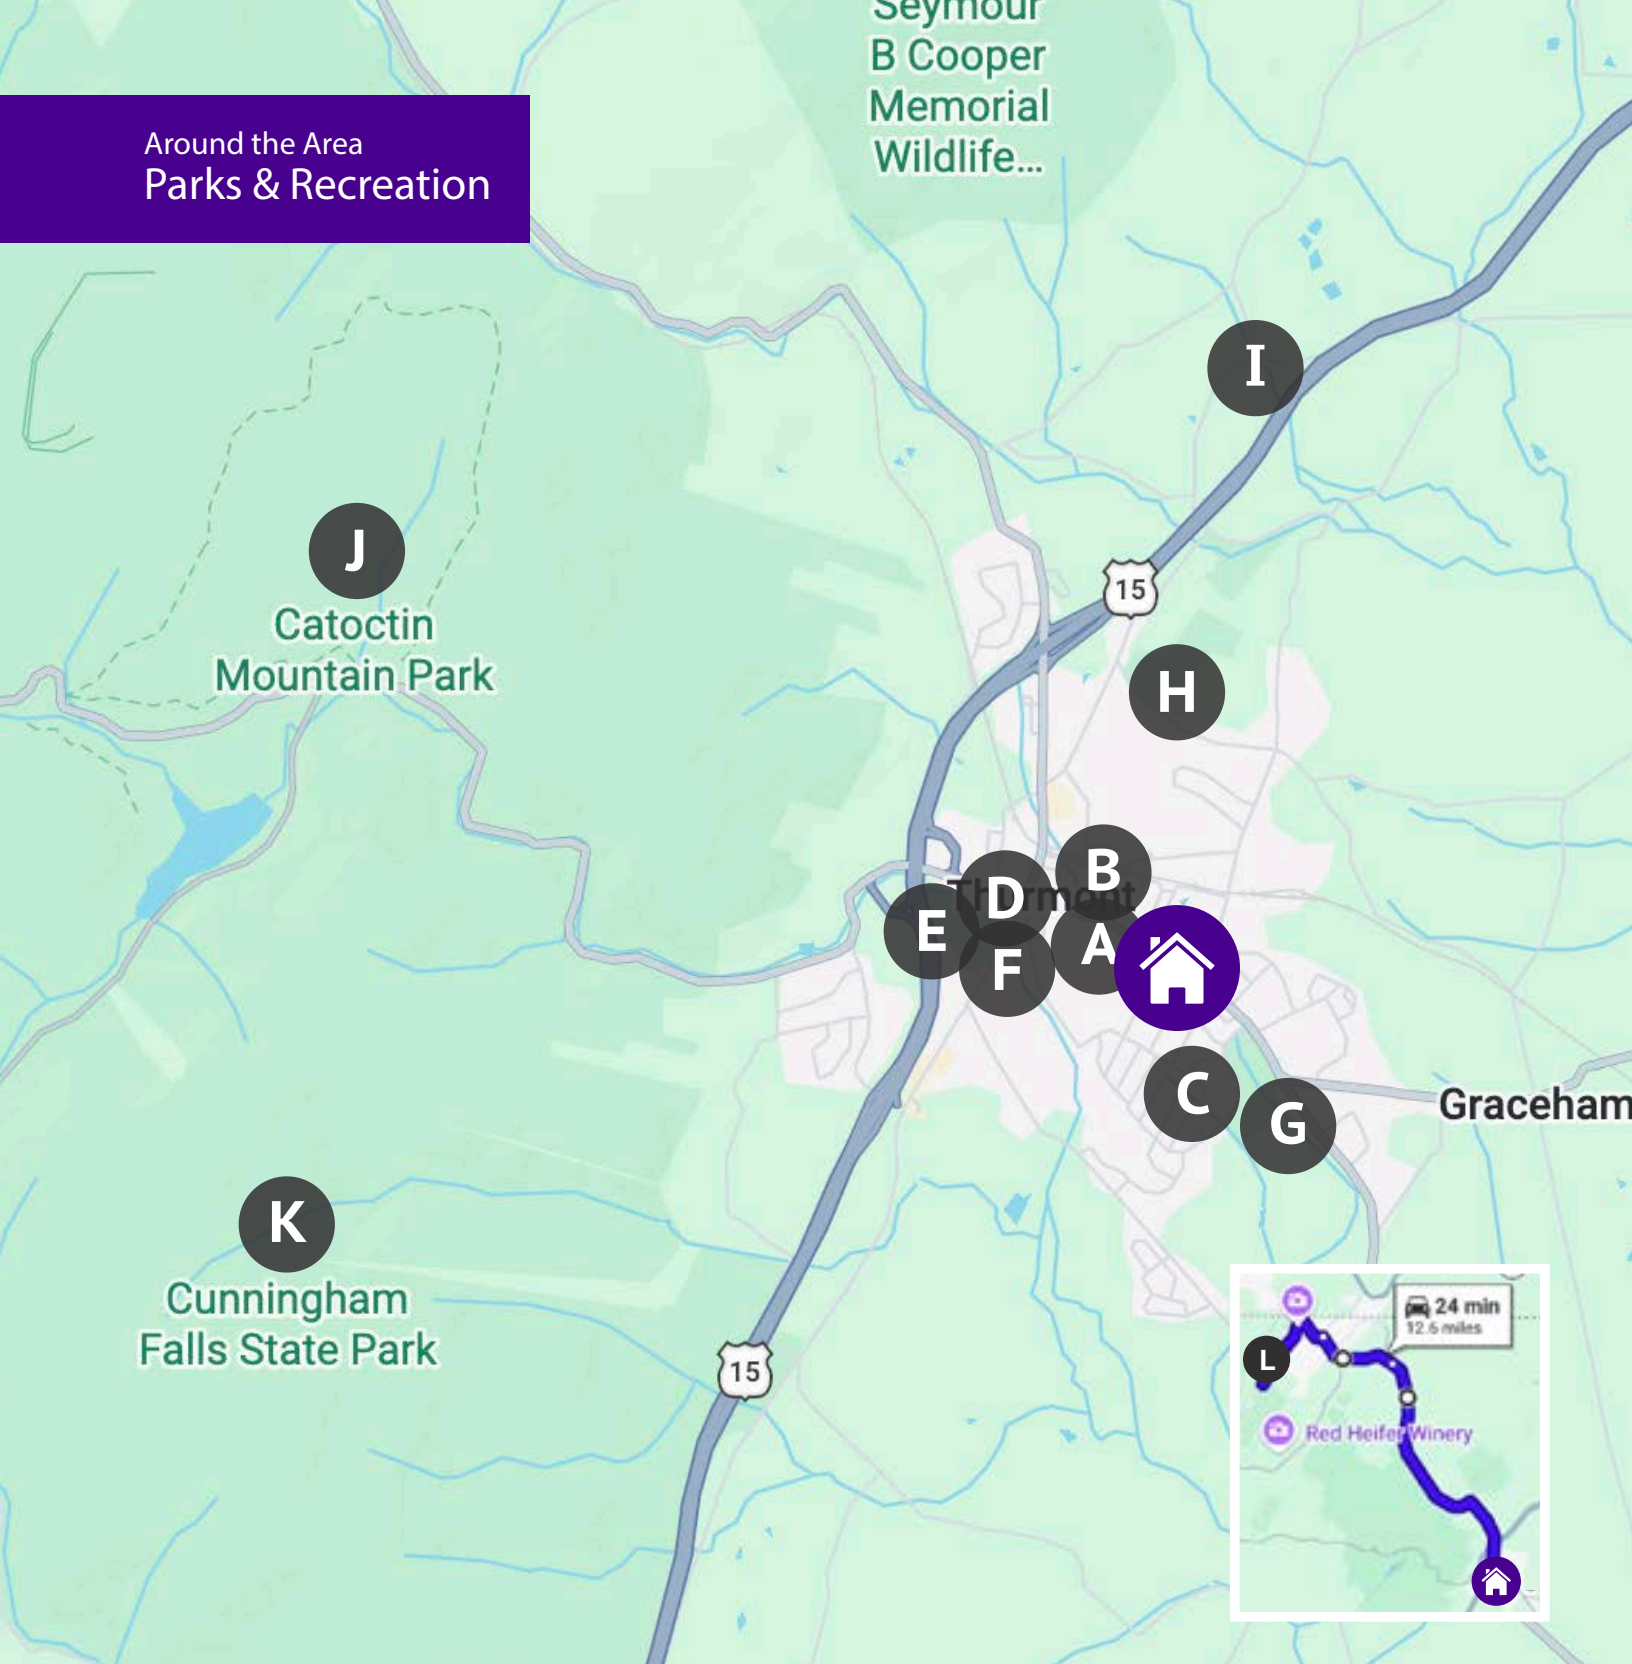 Seymour
B Cooper
Memorial
Wildlife...
Around the Area
Parks & Recreation
I
J
Catoctin
Mountain Park
15
H
B
Thurmont
D
E
A
F
C
G
Graceham
K
Cunningham
Falls State Park
15
24 min
12.6 miles
L
Red Heifer Winery